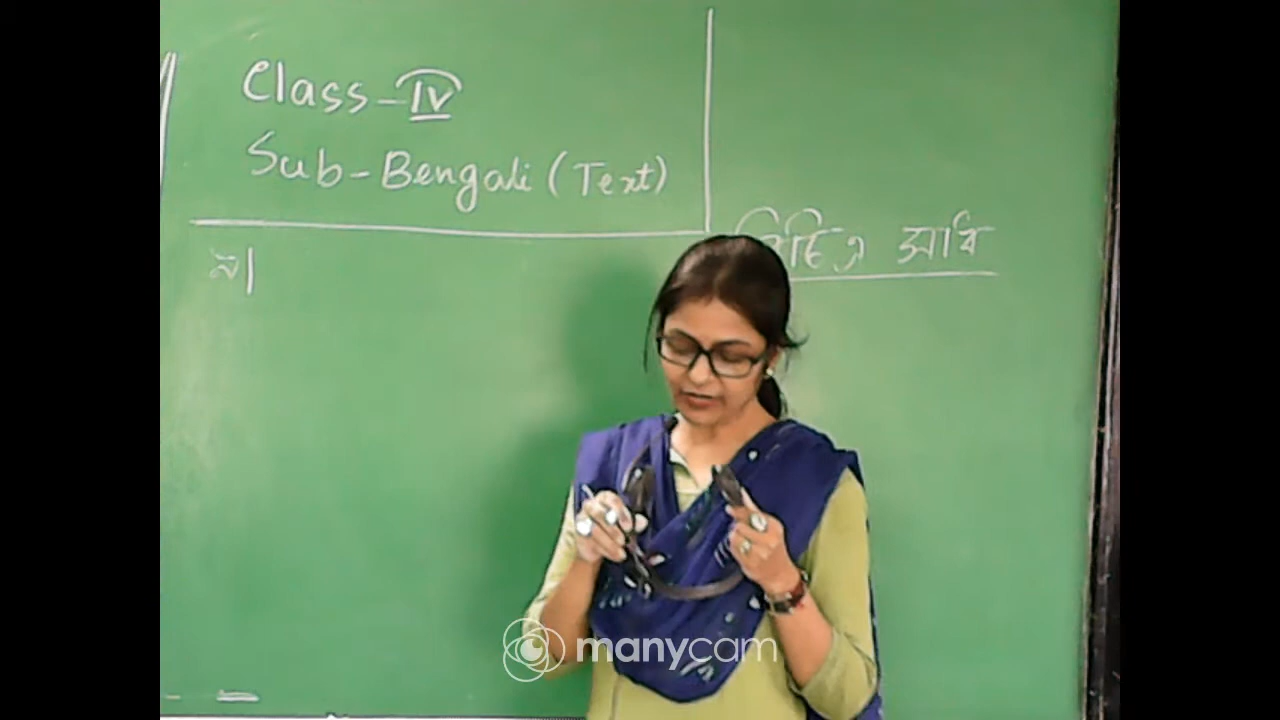 Class - IV
Sub - Bengali (Text)
বিচিত্র সাধ
manycam